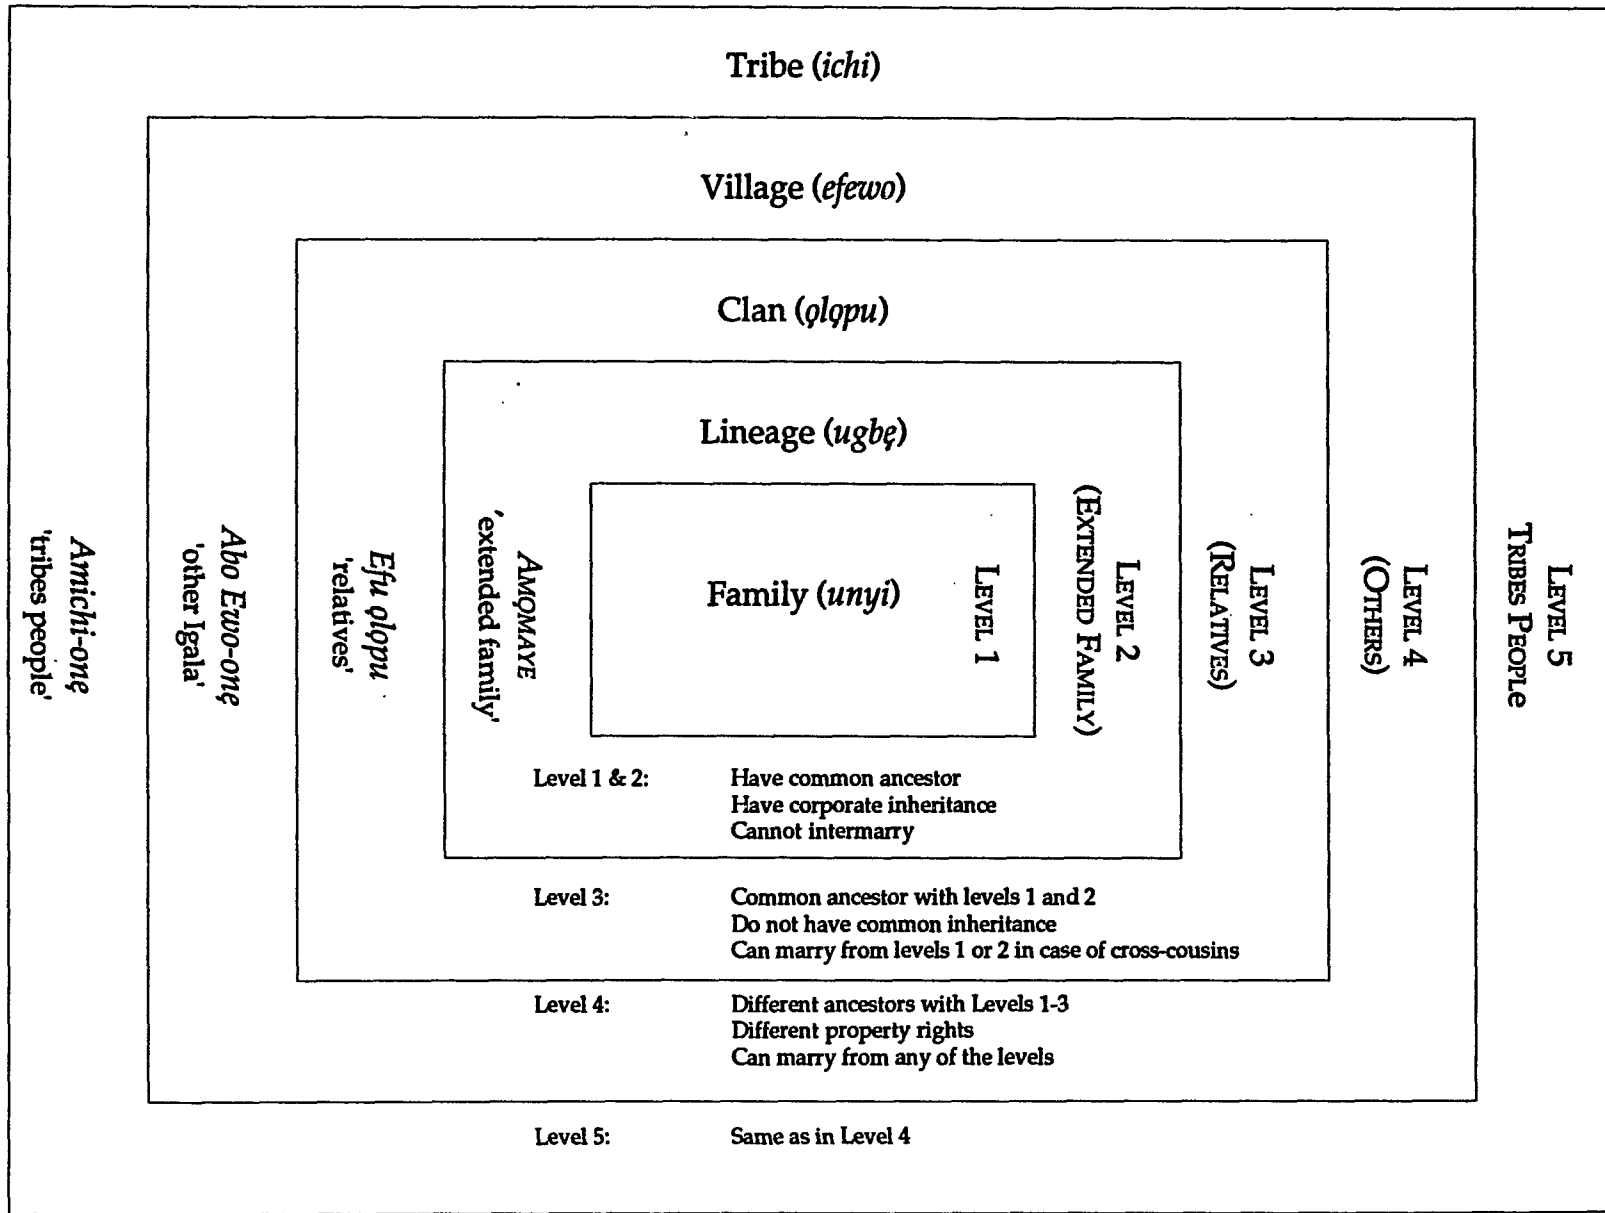 Tribe (ichi)
Village (efewo)
Clan (ọlọpu)
Lineage (ugbẹ)
Family (unyi)
Amichi-onẹ
'tribes people'
Abo Ewo-onẹ
'other Igala'
Efu ọlọpu
'relatives'
AMỌMAYE
'extended family'
LEVEL 1
LEVEL 2
(EXTENDED FAMILY)
LEVEL 3
(RELATIVES)
LEVEL 4
(OTHERS)
LEVEL 5
TRIBES PEOPLE
Level 1 & 2: Have common ancestor
Have corporate inheritance
Cannot intermarry
Level 3: Common ancestor with levels 1 and 2
Do not have common inheritance
Can marry from levels 1 or 2 in case of cross-cousins
Level 4: Different ancestors with Levels 1-3
Different property rights
Can marry from any of the levels
Level 5: Same as in Level 4